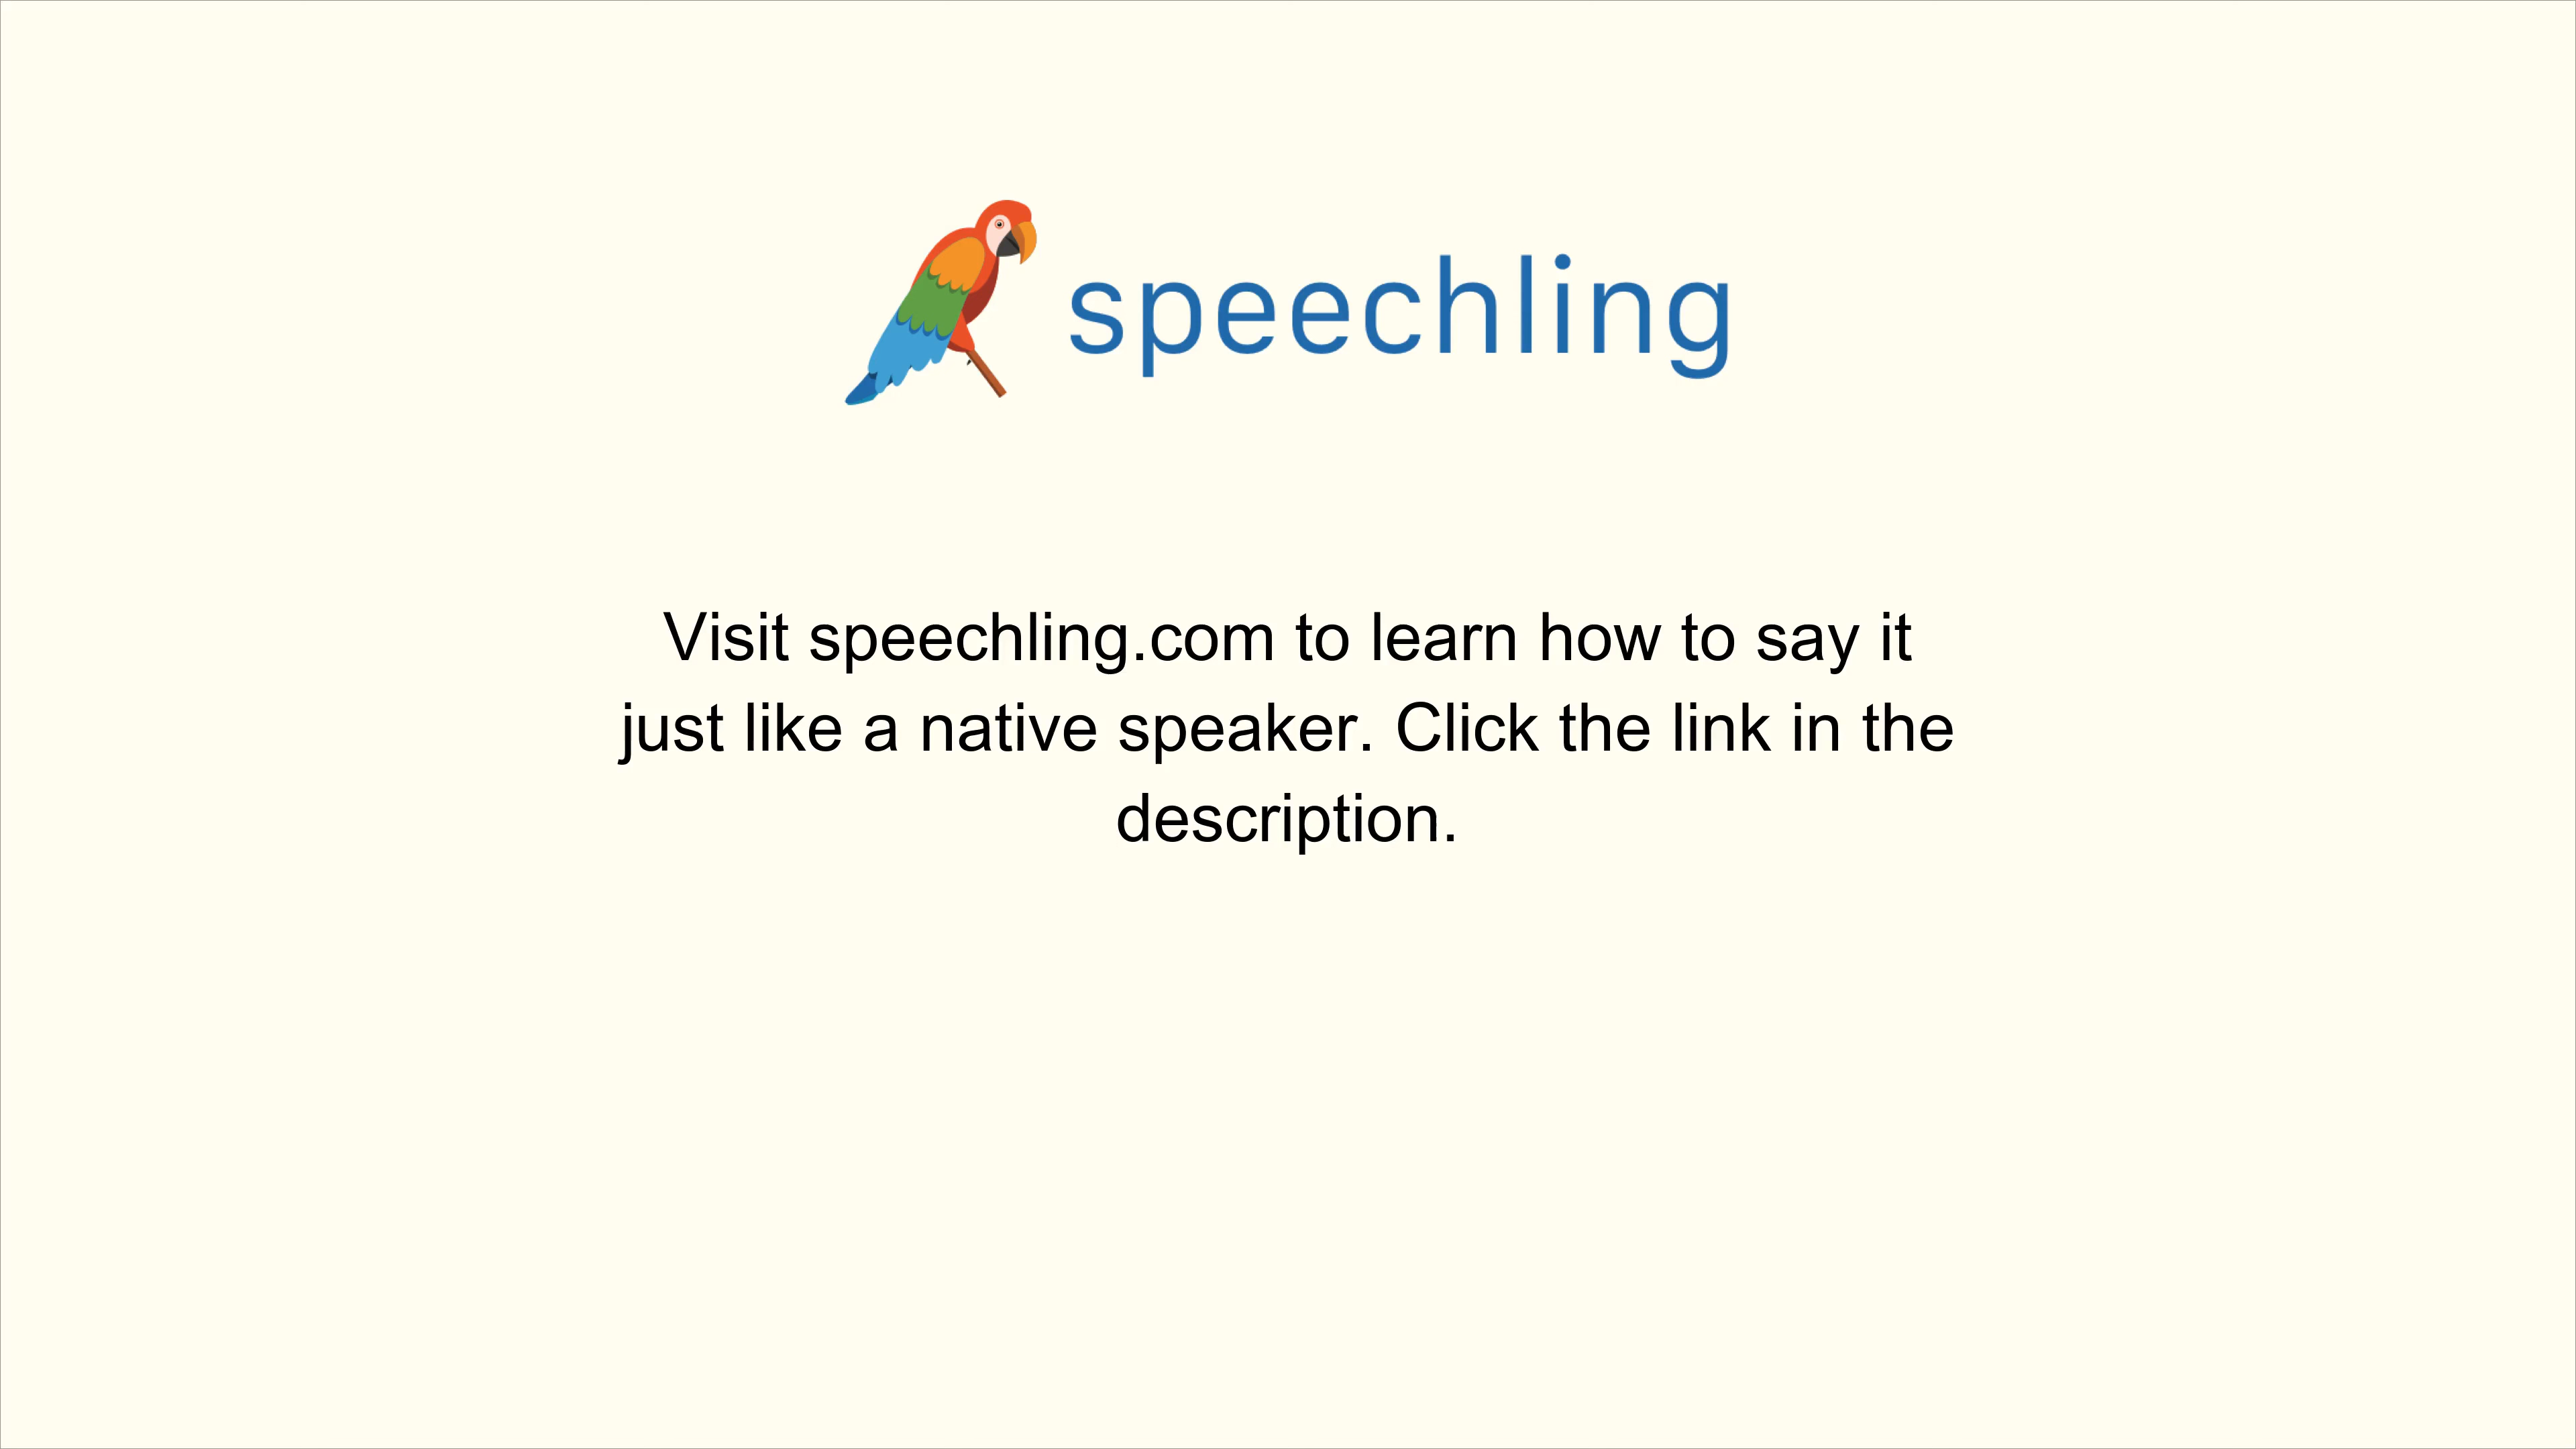 speechling
Visit speechling.com to learn how to say it
just like a native speaker. Click the link in the
description.